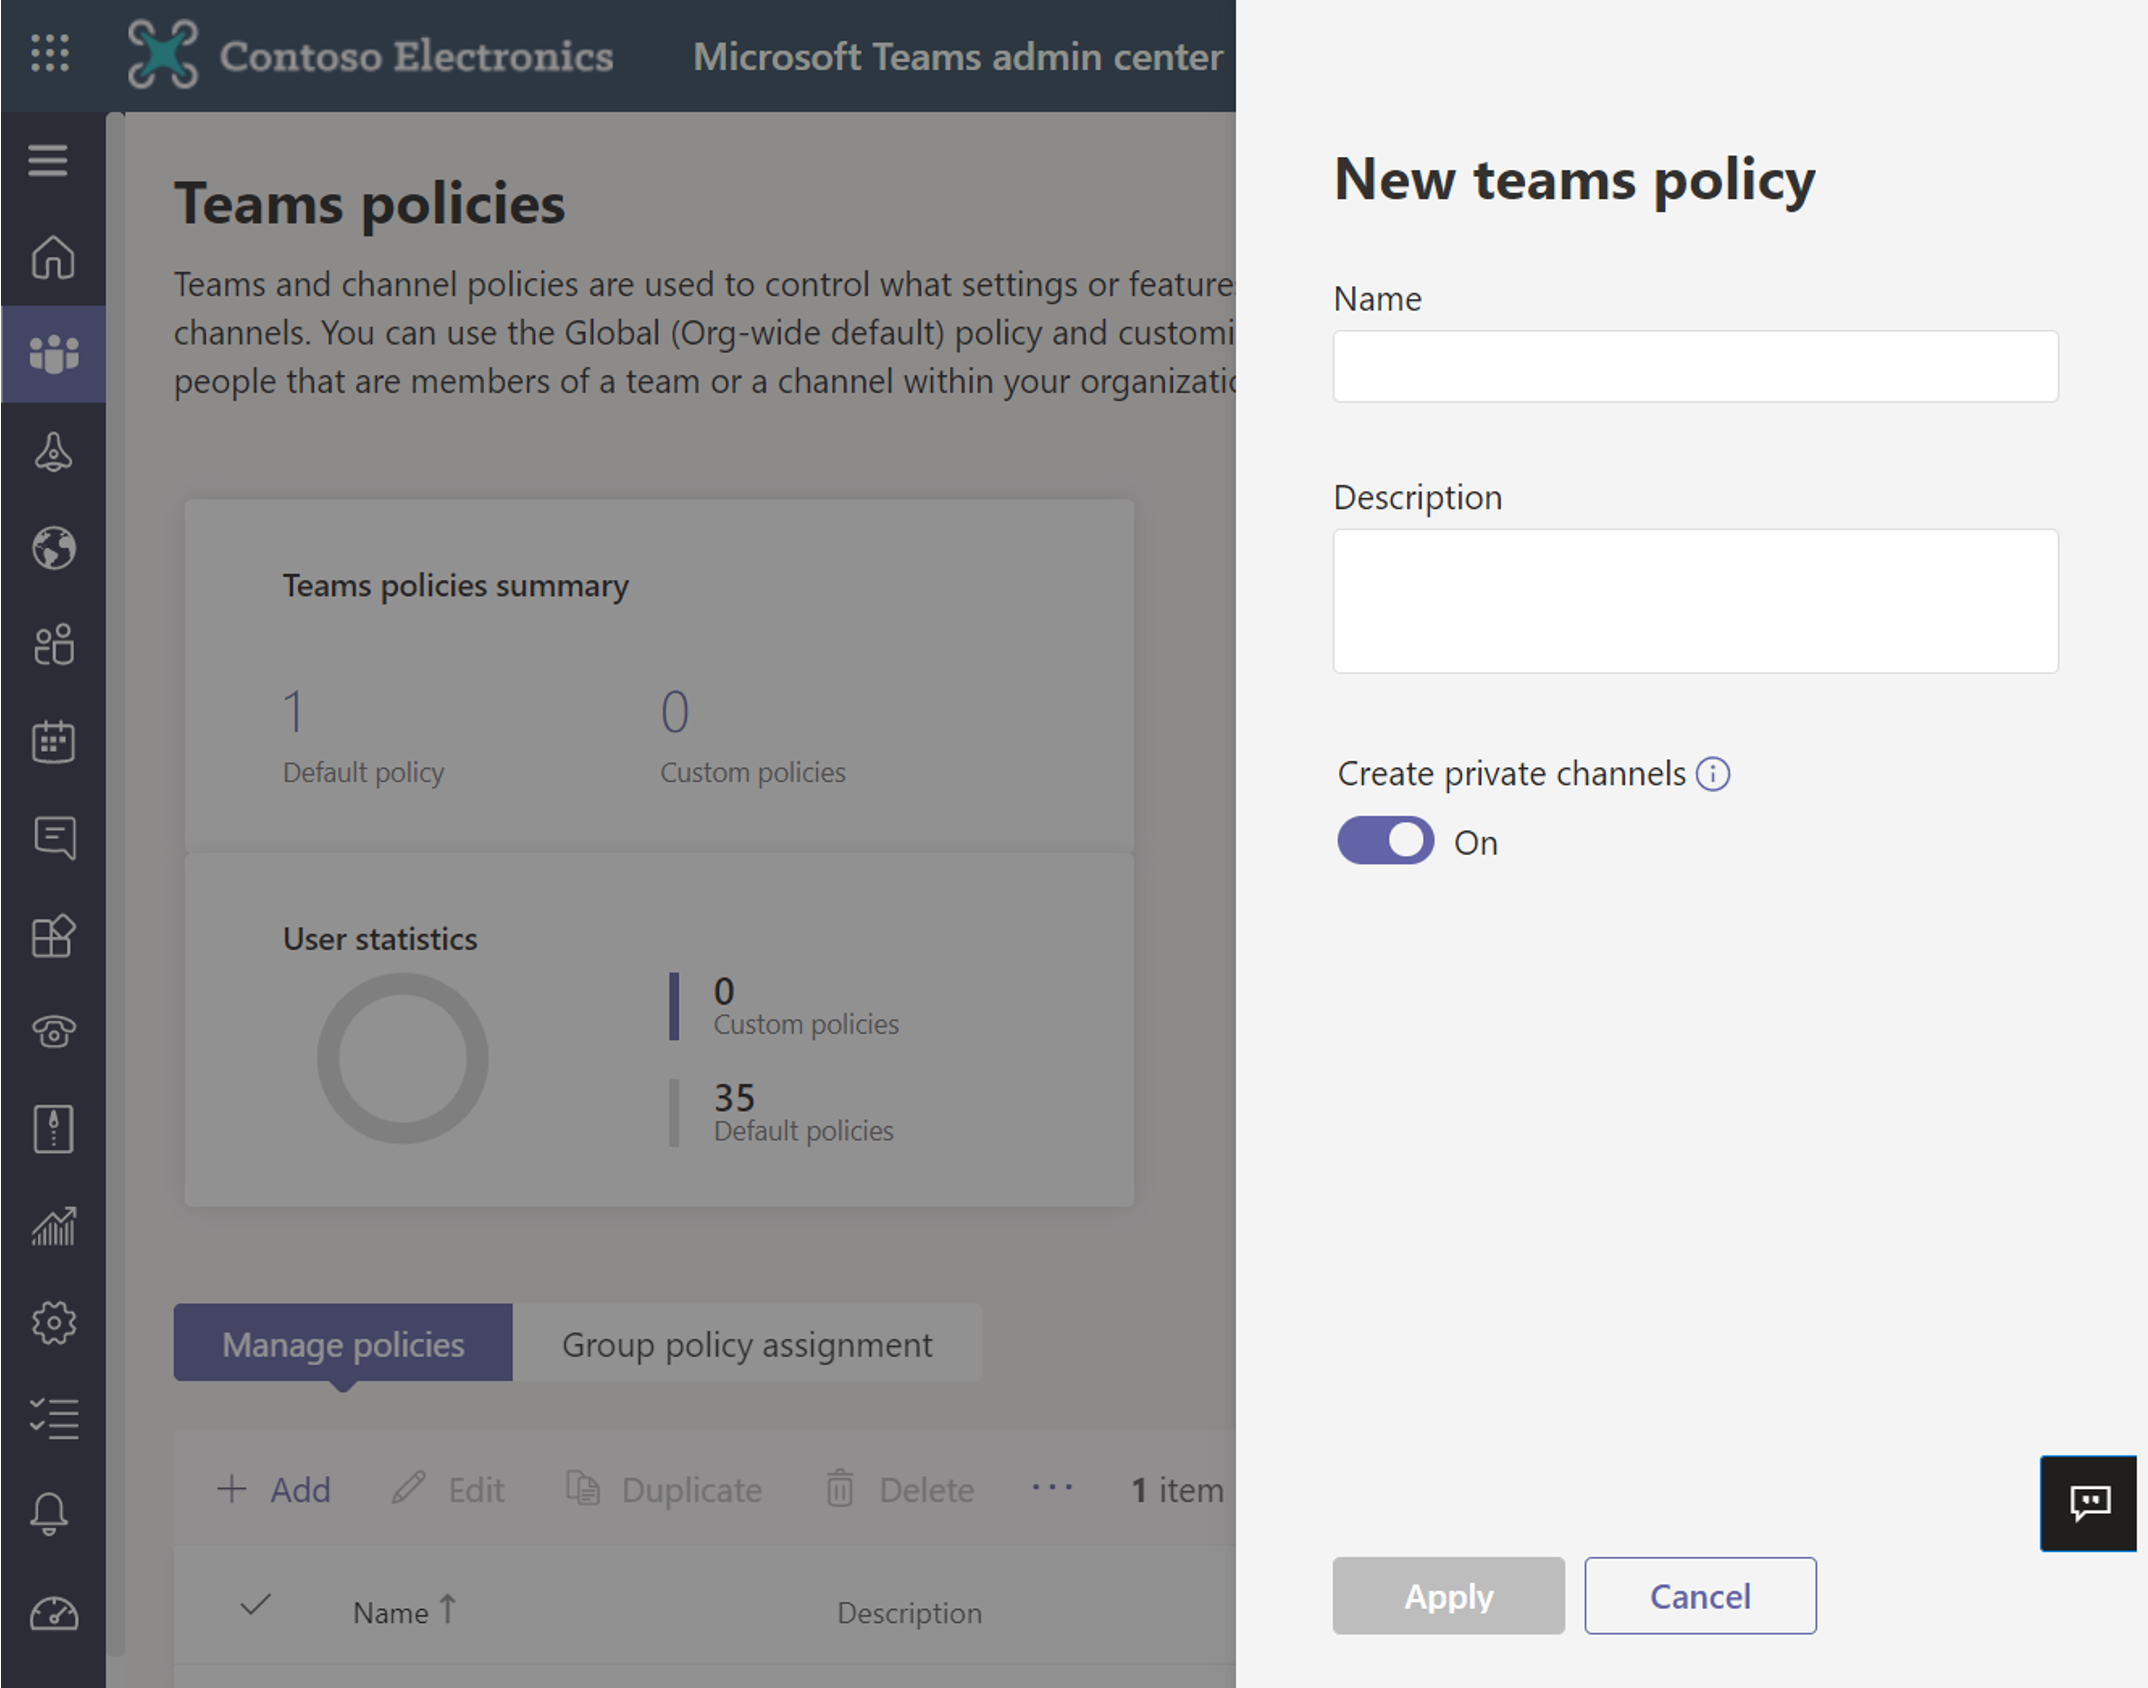 Contoso Electronics
Microsoft Teams admin center
Teams policies
Teams and channel policies are used to control what settings or feature
channels. You can use the Global (Org-wide default) policy and customi
people that are members of a team or a channel within your organizatio
Teams policies summary
1
0
Default policy
Custom policies
User statistics
0
Custom policies
35
Default policies
Manage policies
Group policy assignment
Add
Edit
Duplicate
Delete
1 item
Name
Description
New teams policy
Name
Description
Create private channels
On
Apply
Cancel